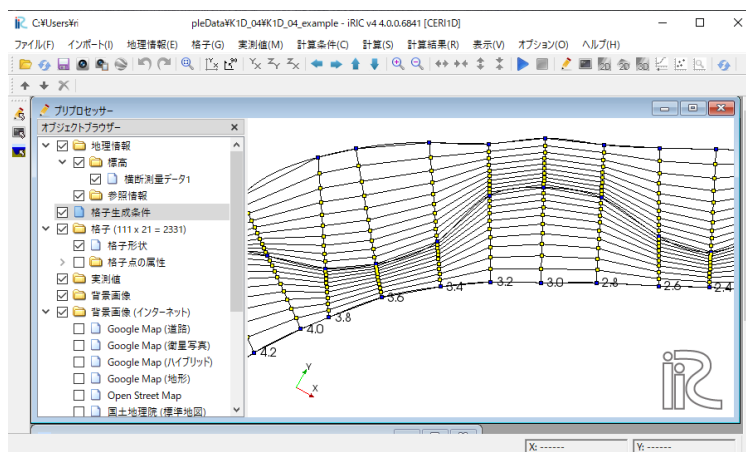 C:¥Users¥ri pleData¥K1D_04¥K1D_04_example - iRIC v4 4.0.0.6841 [CERI1D]
ファイル(F) インポート(I) 地理情報(E) 格子(G) 実測値(M) 計算条件(C) 計算(S) 計算結果(R) 表示(V) オプション(O) ヘルプ(H)
プリプロセッサー
オブジェクトブラウザー
地理情報
標高
横断測量データ1
参照情報
格子生成条件
格子 (111 x 21 = 2331)
格子形状
格子点の属性
実測値
背景画像
背景画像 (インターネット)
Google Map (道路)
Google Map (衛星写真)
Google Map (ハイブリッド)
Google Map (地形)
Open Street Map
国土地理院 (標準地図)
4.2
4.0
3.8
3.6
3.4
3.2
3.0
2.8
2.6
2.4
Y
X
iRIC
X: ------
Y: ------